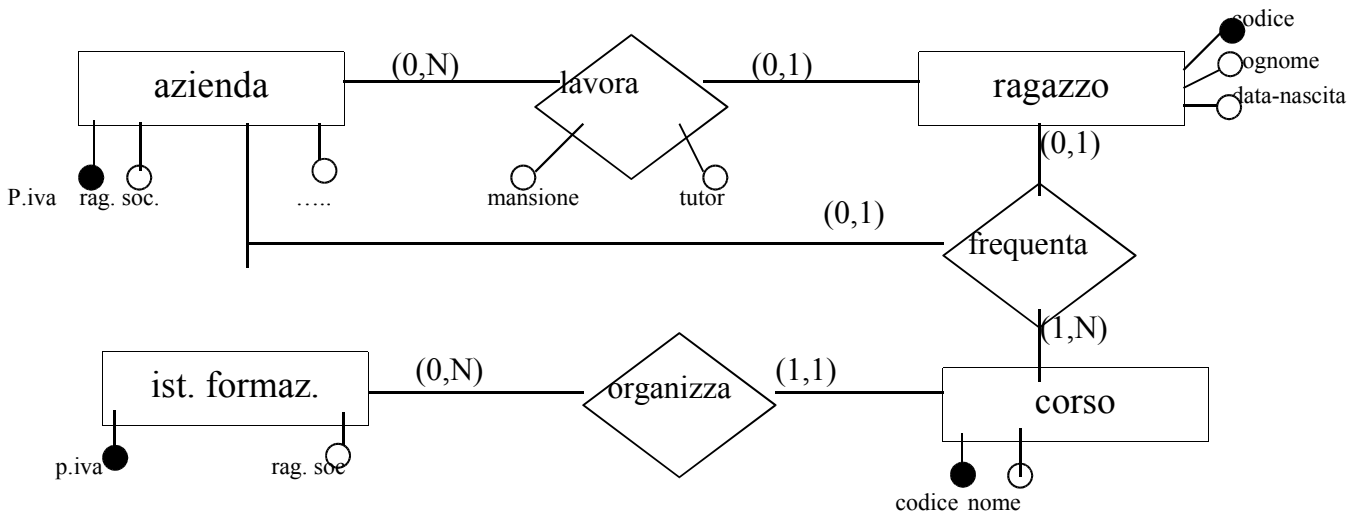 codice
(0,N)
(0,1)
azienda
lavora
ragazzo
ognome
data-nascita
(0,1)
P.iva rag. soc.
.....
mansione
tutor
(0,1)
frequenta
(1,N)
ist. formaz.
(0,N)
organizza
(1,1)
corso
p.iva
rag. soc
codice nome